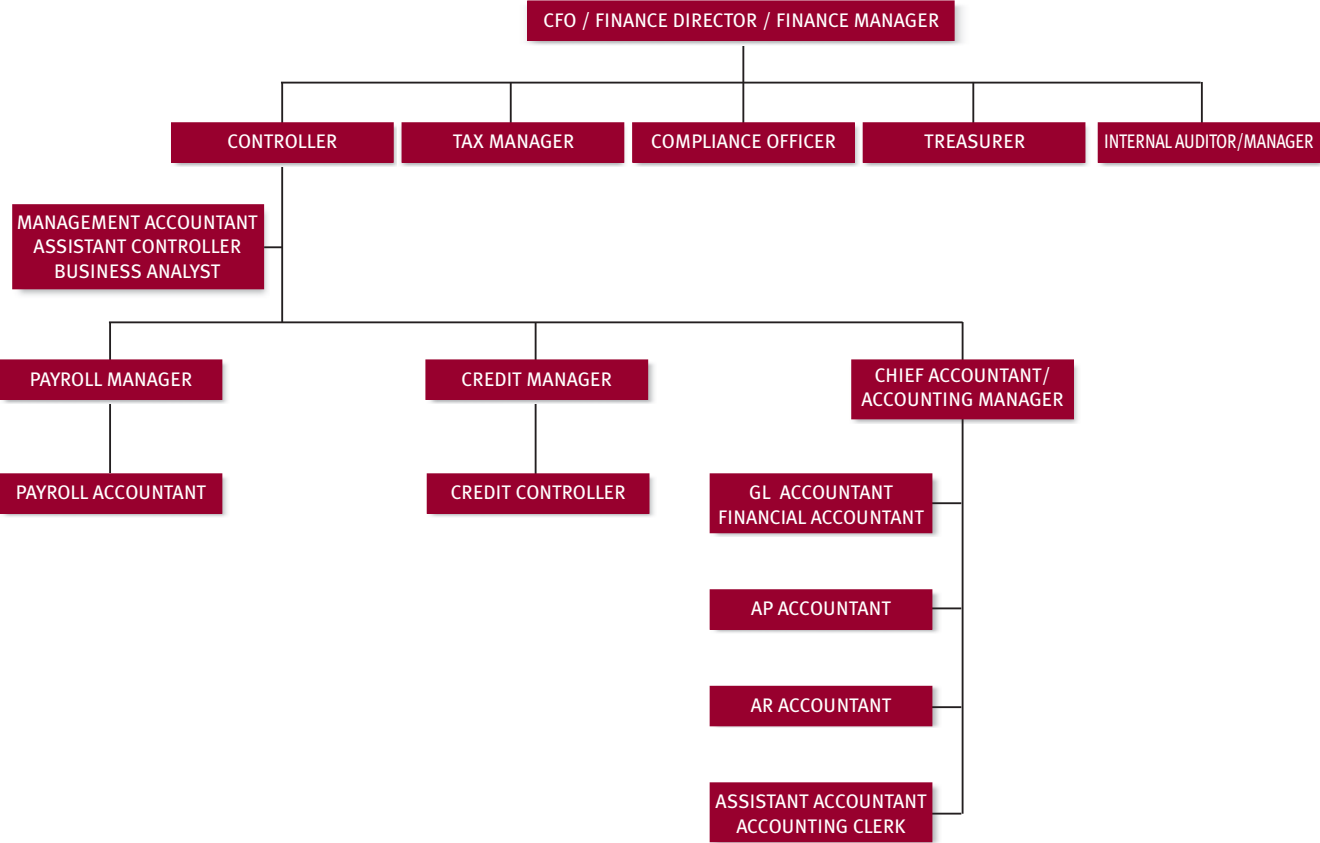 CFO / FINANCE DIRECTOR / FINANCE MANAGER
CONTROLLER
TAX MANAGER
COMPLIANCE OFFICER
TREASURER
INTERNAL AUDITOR/MANAGER
MANAGEMENT ACCOUNTANT
ASSISTANT CONTROLLER
BUSINESS ANALYST
PAYROLL MANAGER
CREDIT MANAGER
CHIEF ACCOUNTANT/
ACCOUNTING MANAGER
PAYROLL ACCOUNTANT
CREDIT CONTROLLER
GL ACCOUNTANT
FINANCIAL ACCOUNTANT
AP ACCOUNTANT
AR ACCOUNTANT
ASSISTANT ACCOUNTANT
ACCOUNTING CLERK